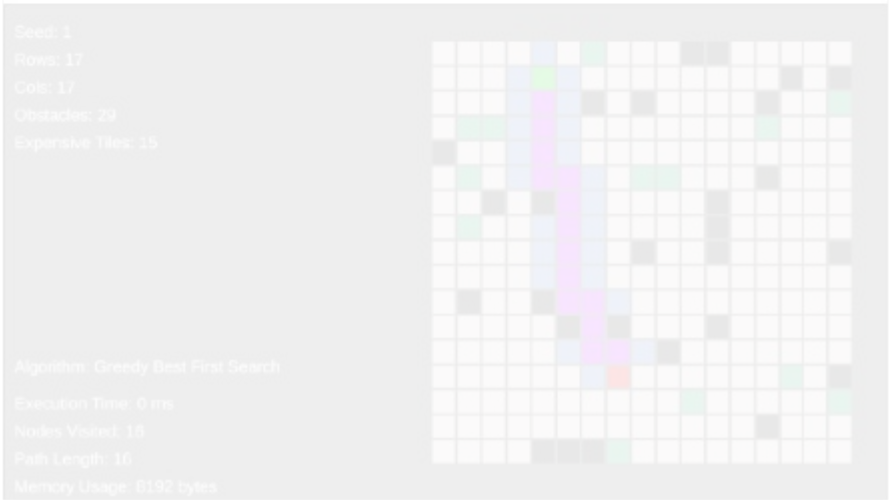 Seed: 1
Rows: 17
Cols: 17
Obstacles: 29
Expansive Tiles: 15
Algorithm: Greedy Best First Search
Execution Time: 0 ms
Nodes Visited: 18
Path Length: 16
Memory Usage: 8192 bytes